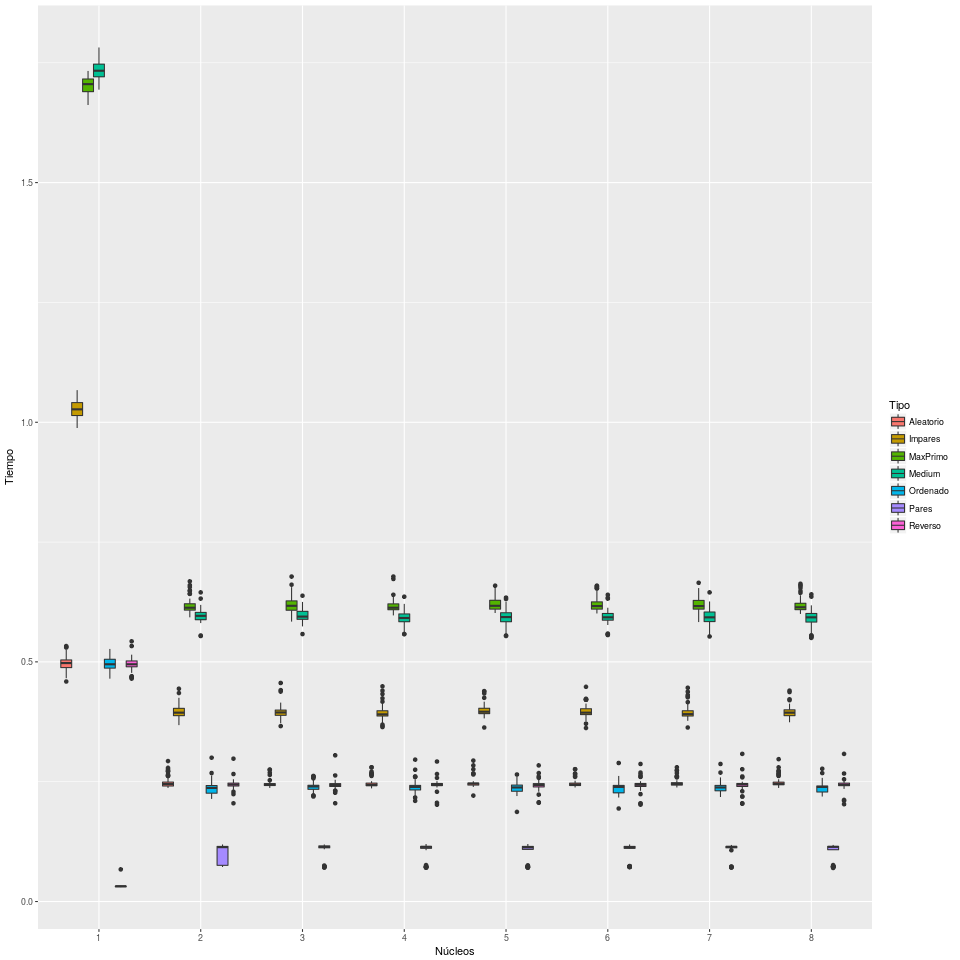 Tiempo
1.5
1.0
0.5
0.0
1 2 3 4 5 6 7 8
Núcleos
Tipo
Aleatorio
Impares
MaxPrimo
Medium
Ordenado
Pares
Reverso